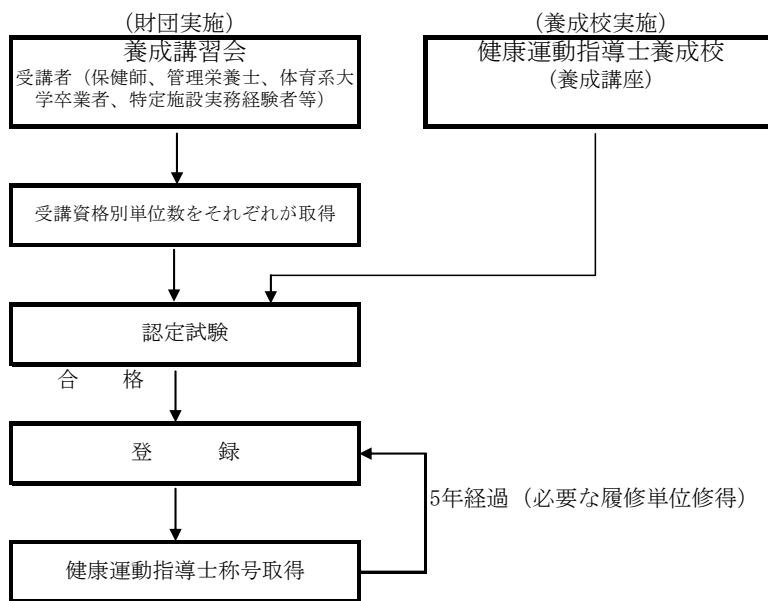 (財団実施)
養成講習会
受講者（保健師、管理栄養士、体育系大
学卒業者、特定施設実務経験者等）
(養成校実施)
健康運動指導士養成校
(養成講座)
受講資格別単位数をそれぞれが取得
認定試験
合　　格
登　　　録
5年経過（必要な履修単位修得）
健康運動指導士称号取得